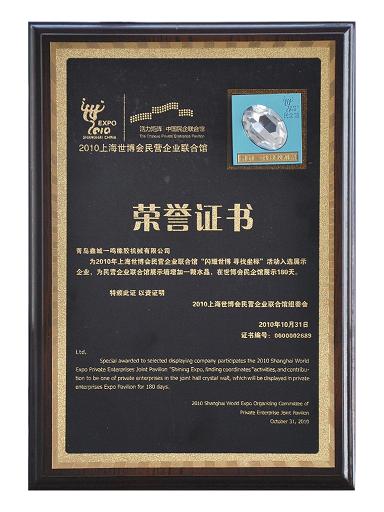 EXPO
2010
SHANGHAI CHINA
活力矩阵 中国民企联合馆
The Chinese Private Enterprise Pavilion
2010上海世博会民营企业联合馆
民企馆
荣誉证书
青岛鑫城一鸣橡胶机械有限公司
为2010年上海世博会民营企业联合馆“闪耀世博 寻找坐标”活动入选展示
企业，为民营企业联合馆展示墙增加一颗水晶，在世博会民企馆展示180天。
特颁此证 以资证明
2010上海世博会民营企业联合馆组委会
2010年10月31日
证书编号：0000002689
Ltd.
Special awarded to selected displaying company participates the 2010 Shanghai World
Expo Private Enterprises Joint Pavilion "Shining Expo, finding coordinates"activities, and contribu-
tion to be one of private enterprises in the joint hall crystal wall, which will be displayed in private
enterprises Expo Pavilion for 180 days.
2010 Shanghai World Expo Organizing Committee of
Private Enterprise Joint Pavilion
October 31, 2010